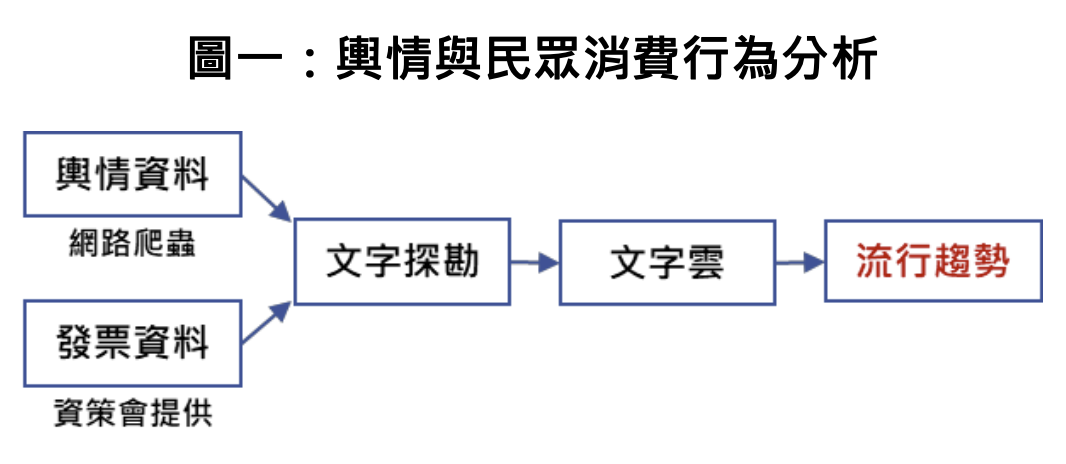 圖一：輿情與民眾消費行為分析
輿情資料
網路爬蟲
發票資料
資策會提供
文字探勘
文字雲
流行趨勢